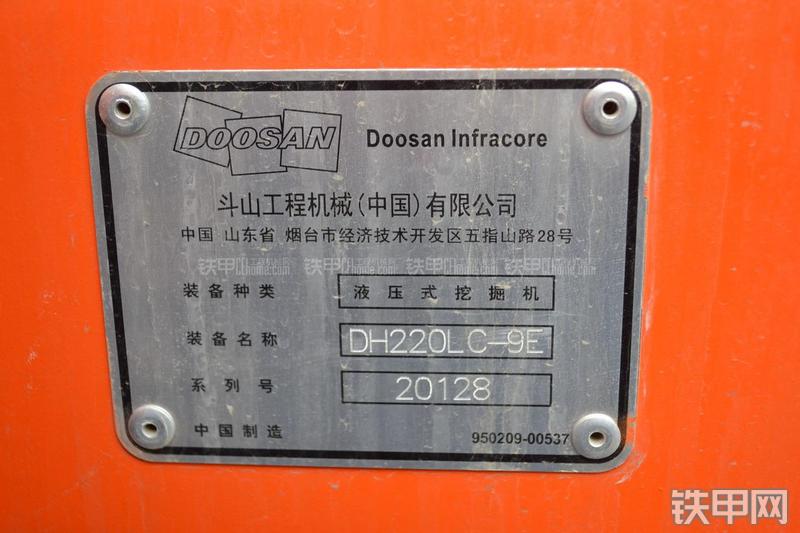 DOOSAN Doosan Infracore
斗山工程机械(中国)有限公司
中国 山东省 烟台市经济技术开发区五指山路28号
装备种类 液压式挖掘机
装备名称 DH220LC-9E
系列号 20128
中国制造 950209-00537
铁甲网